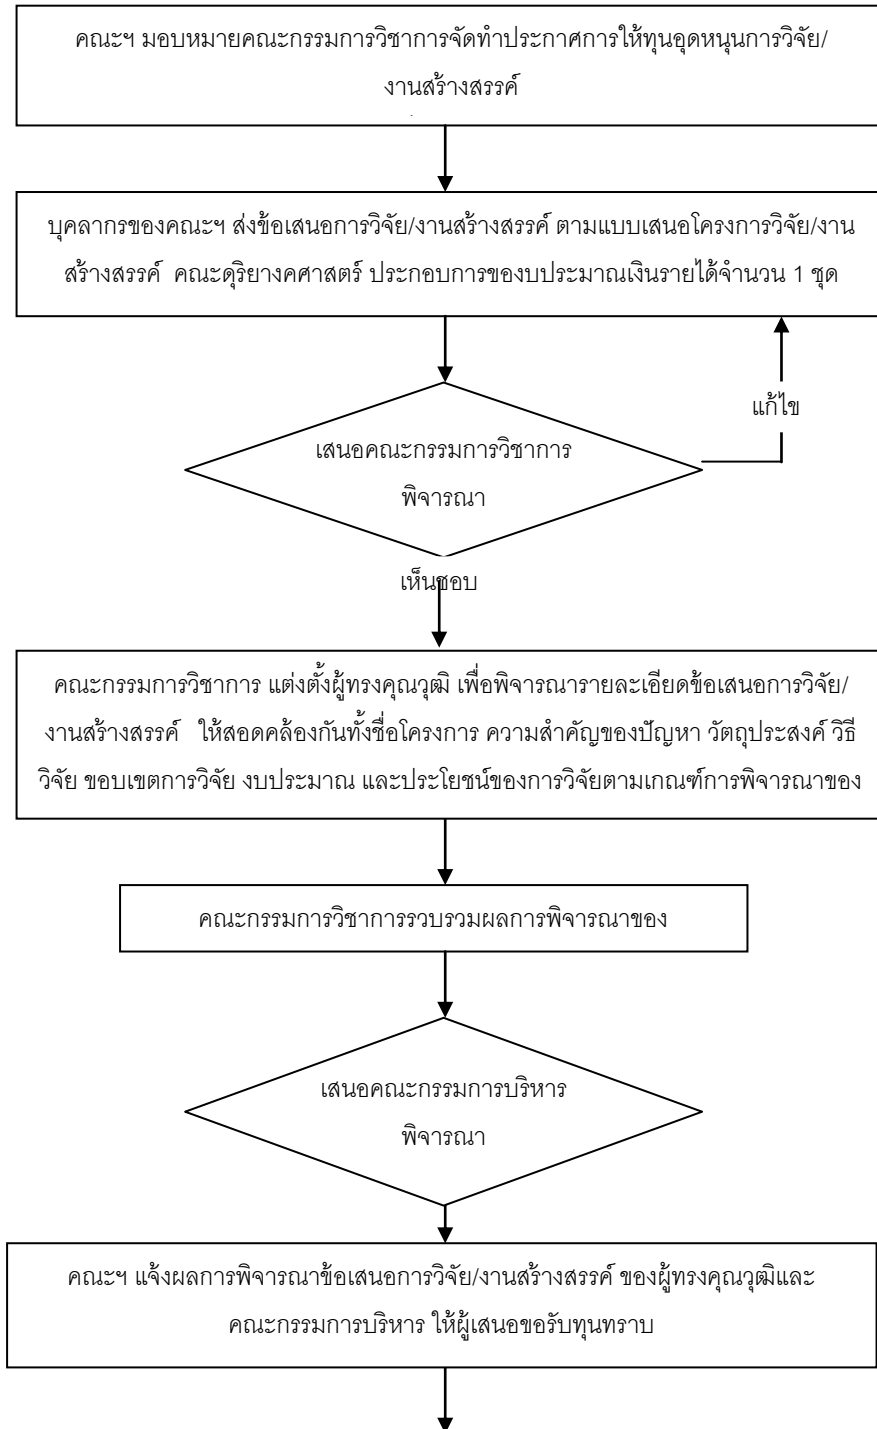 คณะฯ มอบหมายคณะกรรมการวิชาการจัดทำประกาศการให้ทุนอุดหนุนการวิจัย/
งานสร้างสรรค์
บุคลากรของคณะฯ ส่งข้อเสนอการวิจัย/งานสร้างสรรค์ ตามแบบเสนอโครงการวิจัย/งาน
สร้างสรรค์ คณะดุริยางคศาสตร์ ประกอบการของบประมาณเงินรายได้จำนวน 1 ชุด
แก้ไข
เสนอคณะกรรมการวิชาการ
พิจารณา
เห็นชอบ
คณะกรรมการวิชาการ แต่งตั้งผู้ทรงคุณวุฒิ เพื่อพิจารณารายละเอียดข้อเสนอการวิจัย/
งานสร้างสรรค์ ให้สอดคล้องกันทั้งชื่อโครงการ ความสำคัญของปัญหา วัตถุประสงค์ วิธี
วิจัย ขอบเขตการวิจัย งบประมาณ และประโยชน์ของการวิจัยตามเกณฑ์การพิจารณาของ
คณะกรรมการวิชาการรวบรวมผลการพิจารณาของ
เสนอคณะกรรมการบริหาร
พิจารณา
คณะฯ แจ้งผลการพิจารณาข้อเสนอการวิจัย/งานสร้างสรรค์ ของผู้ทรงคุณวุฒิและ
คณะกรรมการบริหาร ให้ผู้เสนอขอรับทุนทราบ